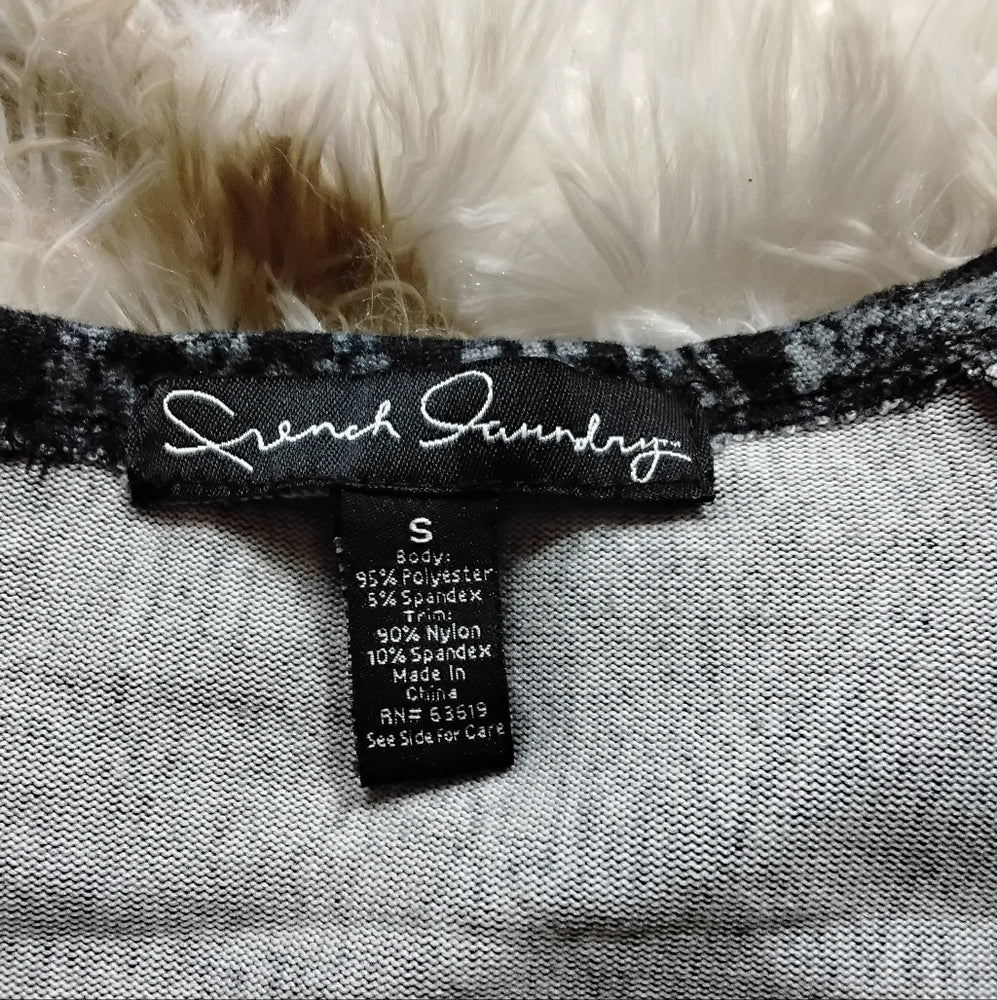 French Laundry™
S
Body:
95% Polyester
5% Spandex
Trim:
90% Nylon
10% Spandex
Made In
China
RN# 63619
See Side For Care